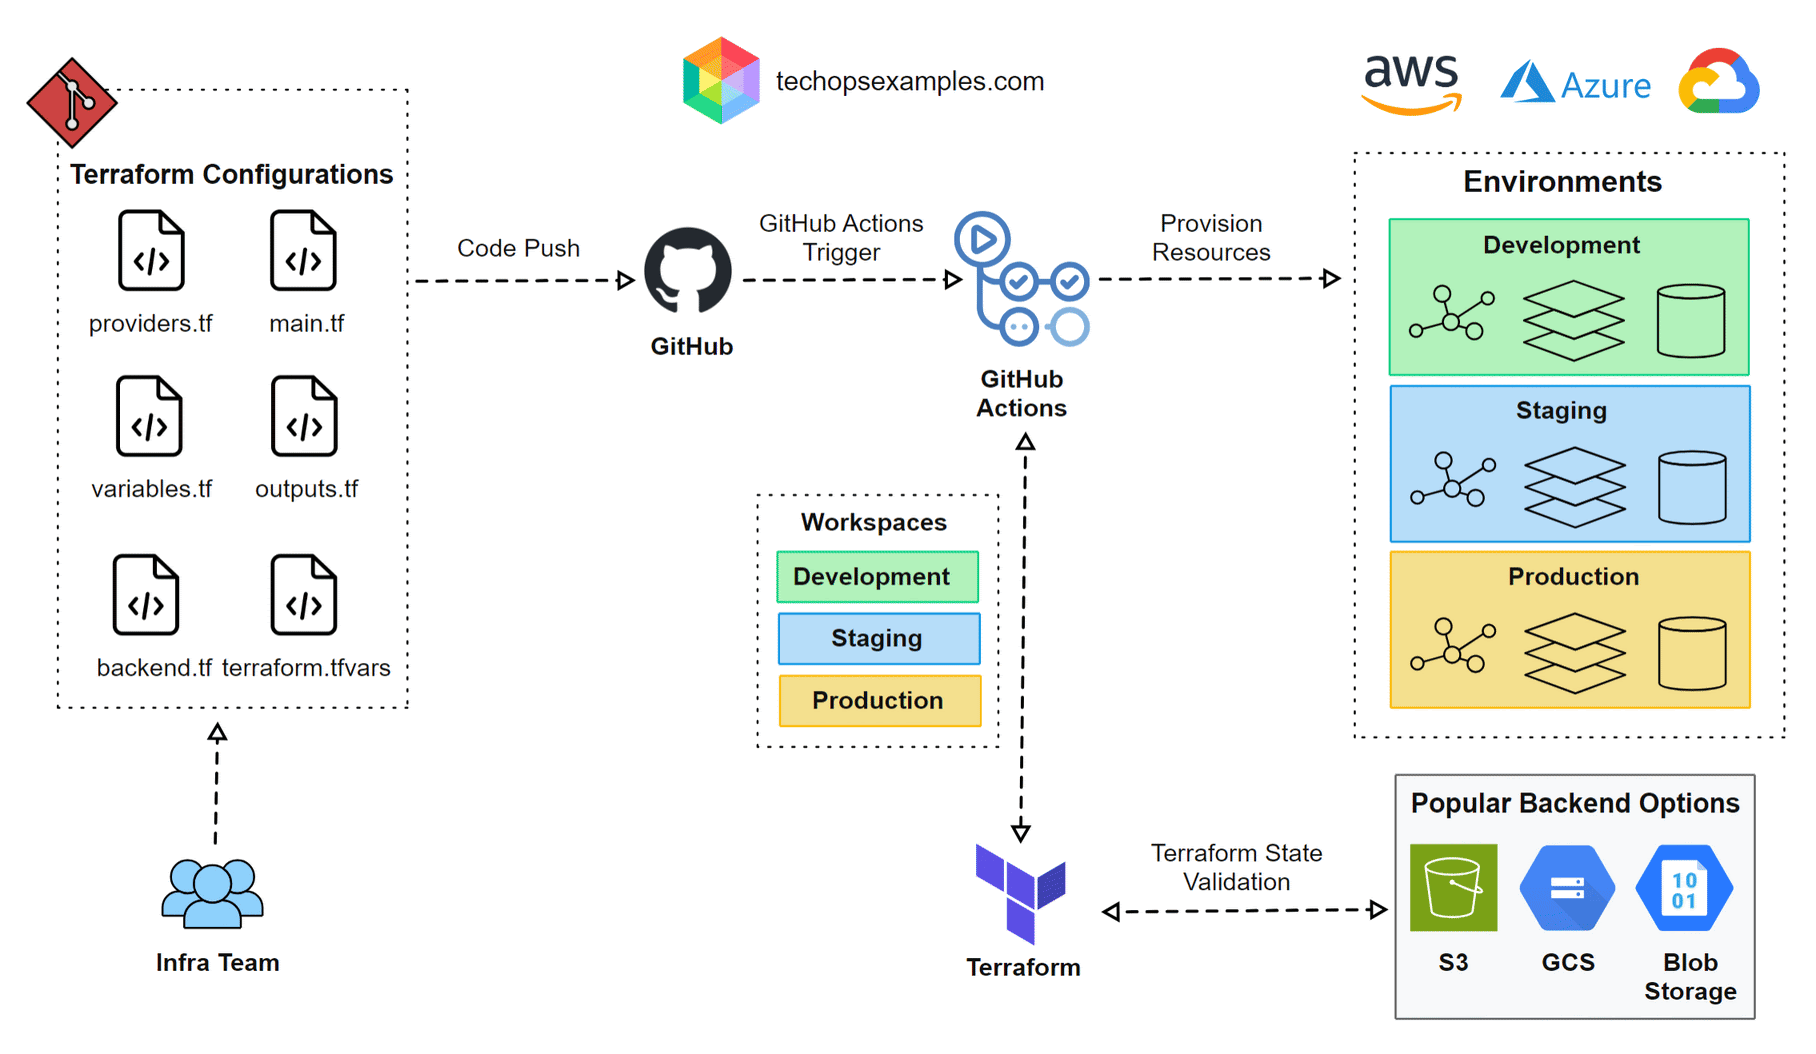 techopsexamples.com
aws
Azure
Terraform Configurations
providers.tf
main.tf
variables.tf
outputs.tf
backend.tf
terraform.tfvars
Infra Team
Code Push
GitHub
GitHub Actions
Trigger
GitHub
Actions
Provision
Resources
Environments
Development
Staging
Production
Workspaces
Development
Staging
Production
Terraform
Terraform State
Validation
Popular Backend Options
S3
GCS
10
01
Blob
Storage